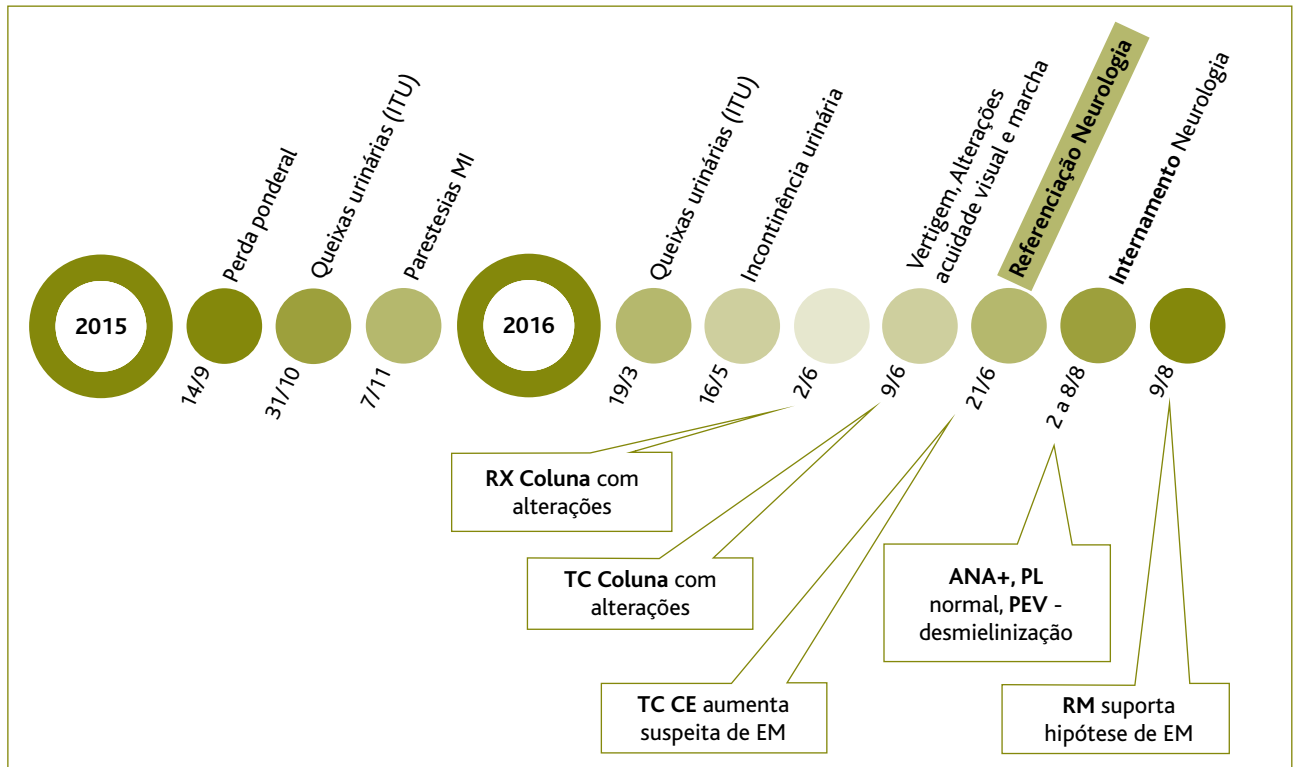 2015
14/9
Perda ponderal
31/10
Queixas urinárias (ITU)
7/11
Parestesias MI
2016
19/3
Queixas urinárias (ITU)
16/5
Incontinência urinária
2/6
9/6
Vertigem, Alterações
acuidade visual e marcha
21/6
Referenciação Neurologia
2 a 8/8
Internamento Neurologia
9/8
RX Coluna com
alterações
TC Coluna com
alterações
TC CE aumenta
suspeita de EM
ANA+, PL
normal, PEV -
desmielinização
RM suporta
hipótese de EM